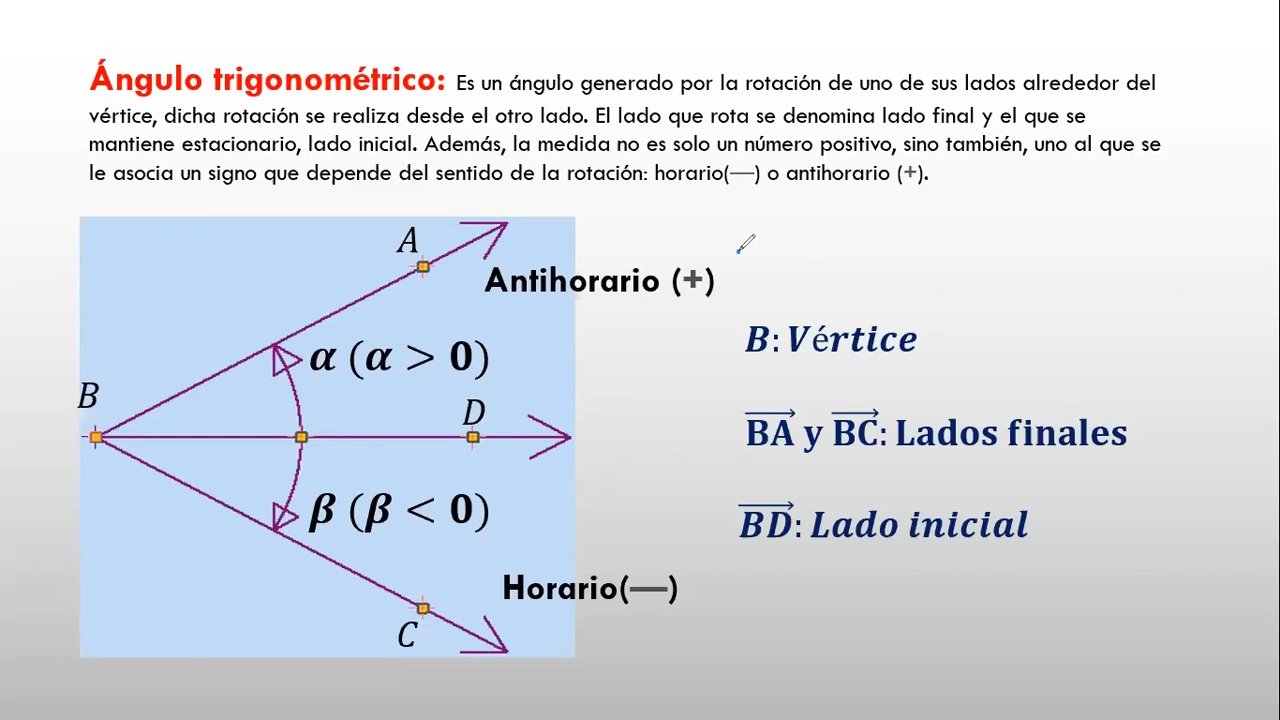 Ángulo trigonométrico: Es un ángulo generado por la rotación de uno de sus lados alrededor del
vértice, dicha rotación se realiza desde el otro lado. El lado que rota se denomina lado final y el que se
mantiene estacionario, lado inicial. Además, la medida no es solo un número positivo, sino también, uno al que se
le asocia un signo que depende del sentido de la rotación: horario(—) o antihorario (+).
A
Antihorario (+)
α (α > 0)
B
D
β (β < 0)
Horario(—)
C
B: Vértice
B͞A⃗ y BC⃗: Lados finales
BD⃗: Lado inicial